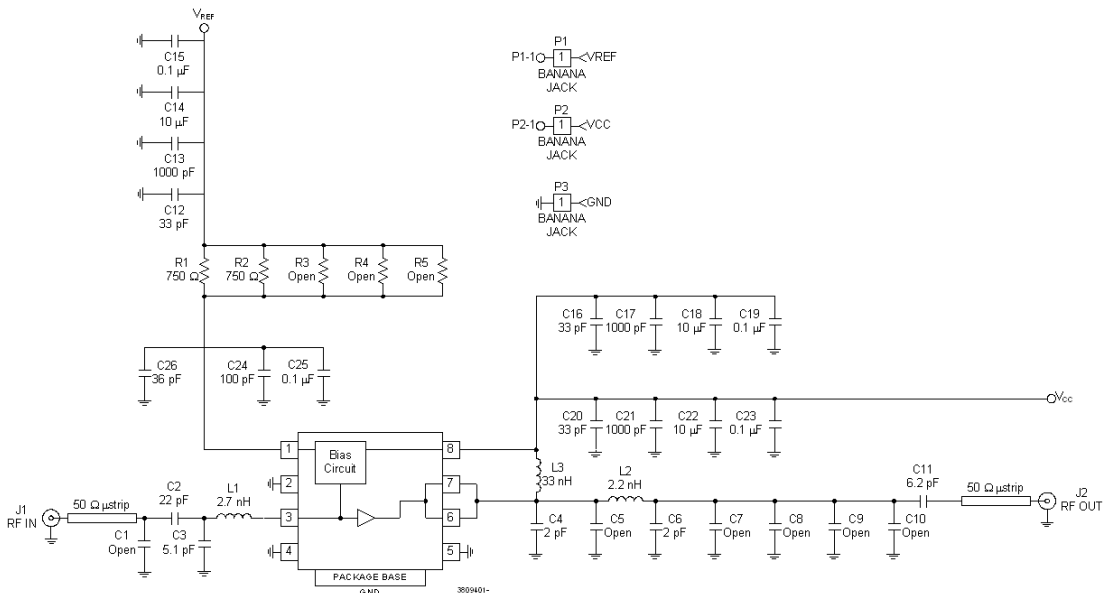 VREF
C15
0.1 µF
C14
10 µF
C13
1000 pF
C12
33 pF
P1
P1-1 1 VREF
BANANA
JACK
P2
P2-1 1 VCC
BANANA
JACK
P3
1 GND
BANANA
JACK
R1
750 Ω
R2
750 Ω
R3
Open
R4
Open
R5
Open
C26
36 pF
C24
100 pF
C25
0.1 µF
C16
33 pF
C17
1000 pF
C18
10 µF
C19
0.1 µF
C20
33 pF
C21
1000 pF
C22
10 µF
C23
0.1 µF
VCC
1
2
3
4
Bias
Circuit
8
7
6
5
PACKAGE BASE
GND
3809401-
J1
RF IN
50 Ω µstrip
C1
Open
C2
22 pF
C3
5.1 pF
L1
2.7 nH
L3
33 nH
L2
2.2 nH
C4
2 pF
C5
Open
C6
2 pF
C7
Open
C8
Open
C9
Open
C10
Open
C11
6.2 pF
50 Ω µstrip
J2
RF OUT